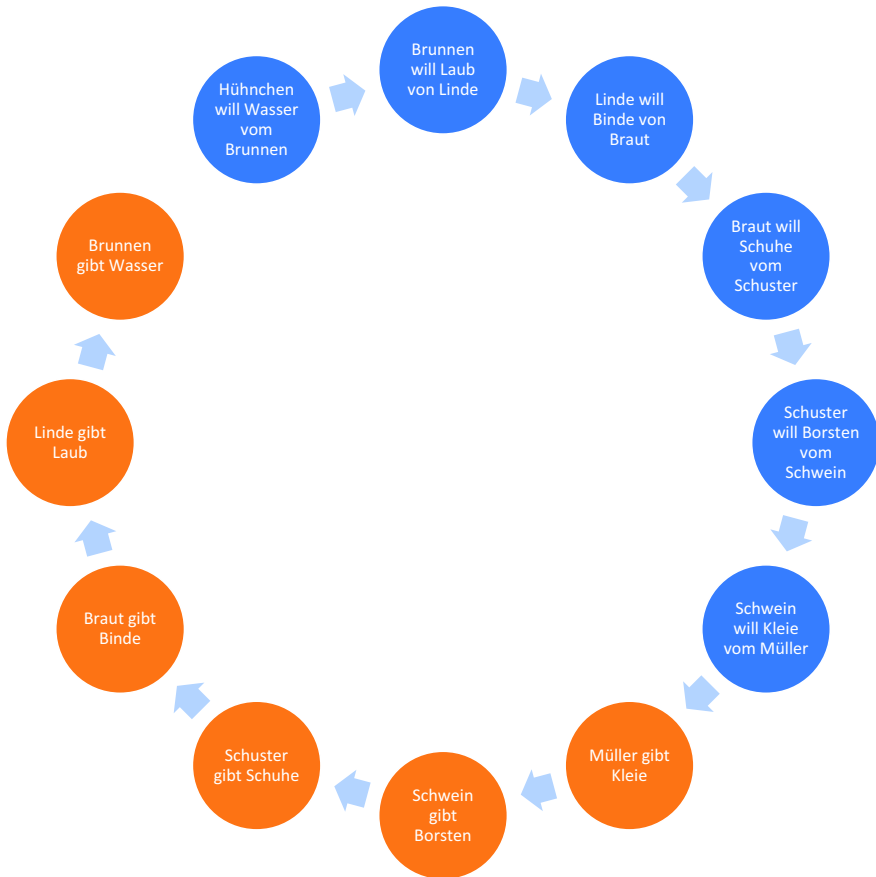 Hühnchen
will Wasser
vom
Brunnen
Brunnen
will Laub
von Linde
Linde will
Binde von
Braut
Braut will
Schuhe
vom
Schuster
Schuster
will Borsten
vom
Schwein
Schwein
will Kleie
vom Müller
Müller gibt
Kleie
Schwein
gibt
Borsten
Schuster
gibt Schuhe
Braut gibt
Binde
Linde gibt
Laub
Brunnen
gibt Wasser